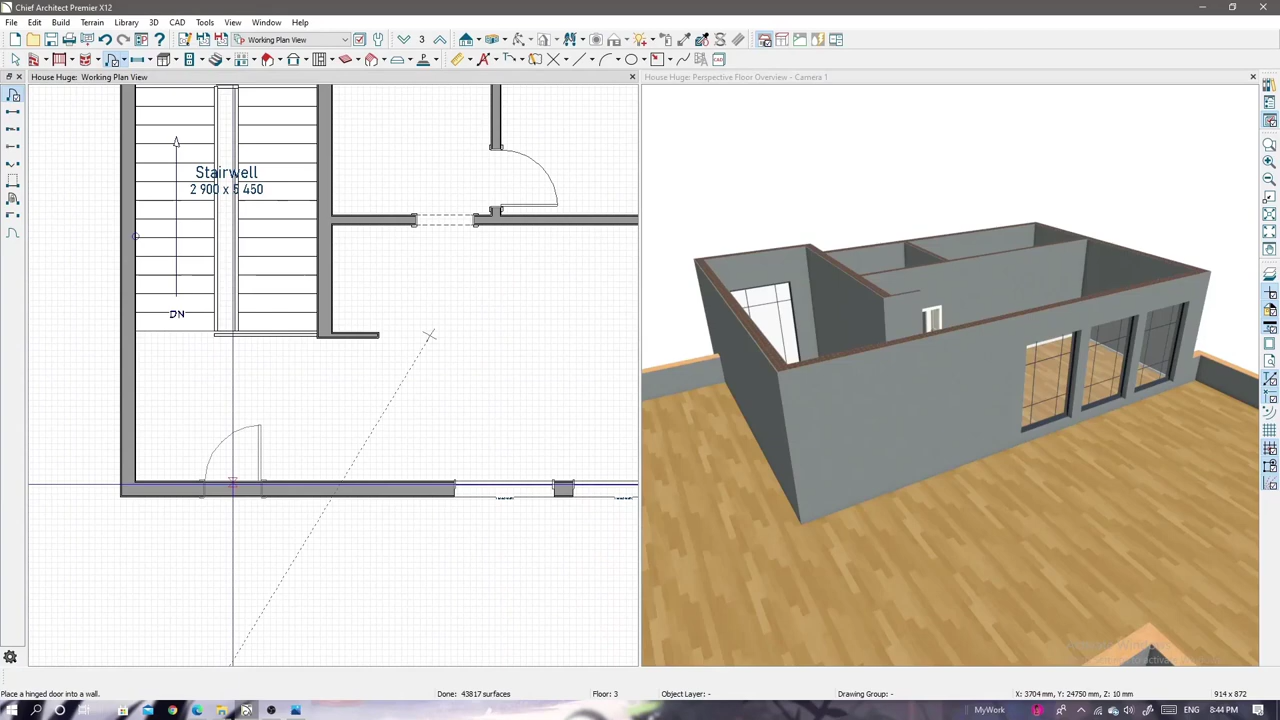 Chief Architect Premier X12
File Edit Build Terrain Library 3D CAD Tools View Window Help
Working Plan View 3
House Huge: Working Plan View
House Huge: Perspective Floor Overview - Camera 1
Stairwell
2 900 x 5 450
DN
Place a hinged door into a wall.
Done: 43817 surfaces
Floor: 3
Object Layer: -
Drawing Group: -
X: 3704 mm, Y: 24750 mm, Z: 10 mm
914 x 872
MyWork
ENG
8:44 PM